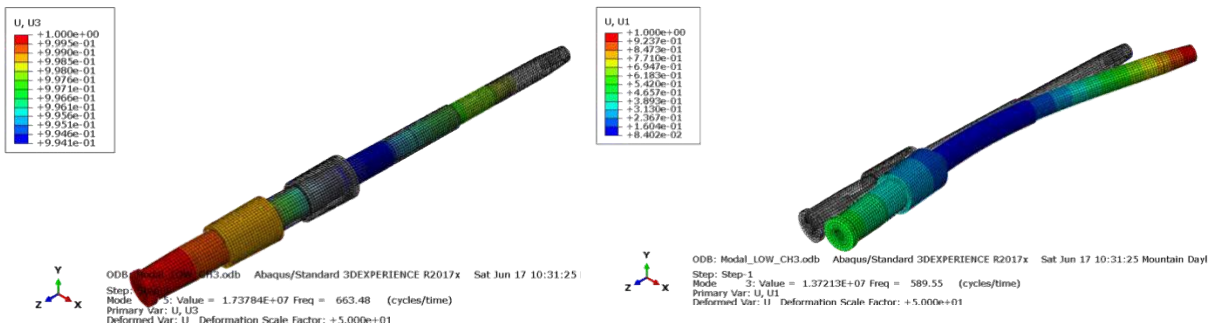 U, U3
+1.000e+00
+9.995e-01
+9.990e-01
+9.985e-01
+9.980e-01
+9.976e-01
+9.971e-01
+9.966e-01
+9.961e-01
+9.956e-01
+9.951e-01
+9.946e-01
+9.941e-01
Y
Z X
ODB: Modal_LOW_CH3.odb Abaqus/Standard 3DEXPERIENCE R2017x Sat Jun 17 10:31:25
Step:
Mode 5: Value = 1.73784E+07 Freq = 663.48 (cycles/time)
Primary Var: U, U3
Deformed Var: U Deformation Scale Factor: +5.000e+01
U, U1
+1.000e+00
+9.237e-01
+8.473e-01
+7.710e-01
+6.947e-01
+6.183e-01
+5.420e-01
+4.657e-01
+3.893e-01
+3.130e-01
+2.367e-01
+1.604e-01
+8.402e-02
Y
Z X
ODB: Modal_LOW_CH3.odb Abaqus/Standard 3DEXPERIENCE R2017x Sat Jun 17 10:31:25 Mountain Dayl
Step: Step-1
Mode 3: Value = 1.37213E+07 Freq = 589.55 (cycles/time)
Primary Var: U, U1
Deformed Var: U Deformation Scale Factor: +5.000e+01